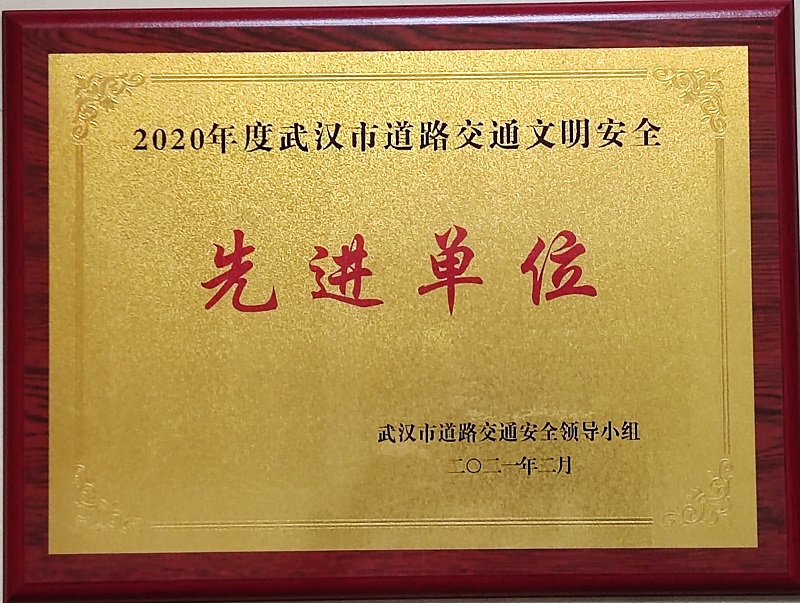 2020年度武汉市道路交通文明安全
先进单位
武汉市道路交通安全领导小组
二〇二一年二月